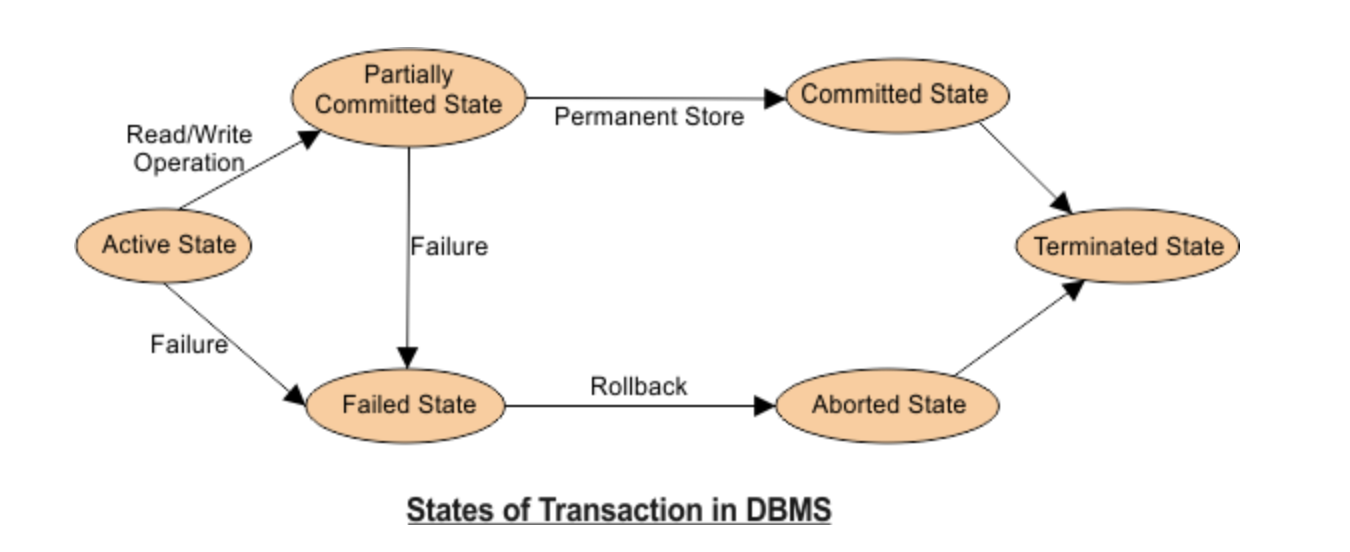 Partially
Committed State
Committed State
Permanent Store
Read/Write
Operation
Active State
Failure
Terminated State
Failure
Rollback
Failed State
Aborted State
States of Transaction in DBMS